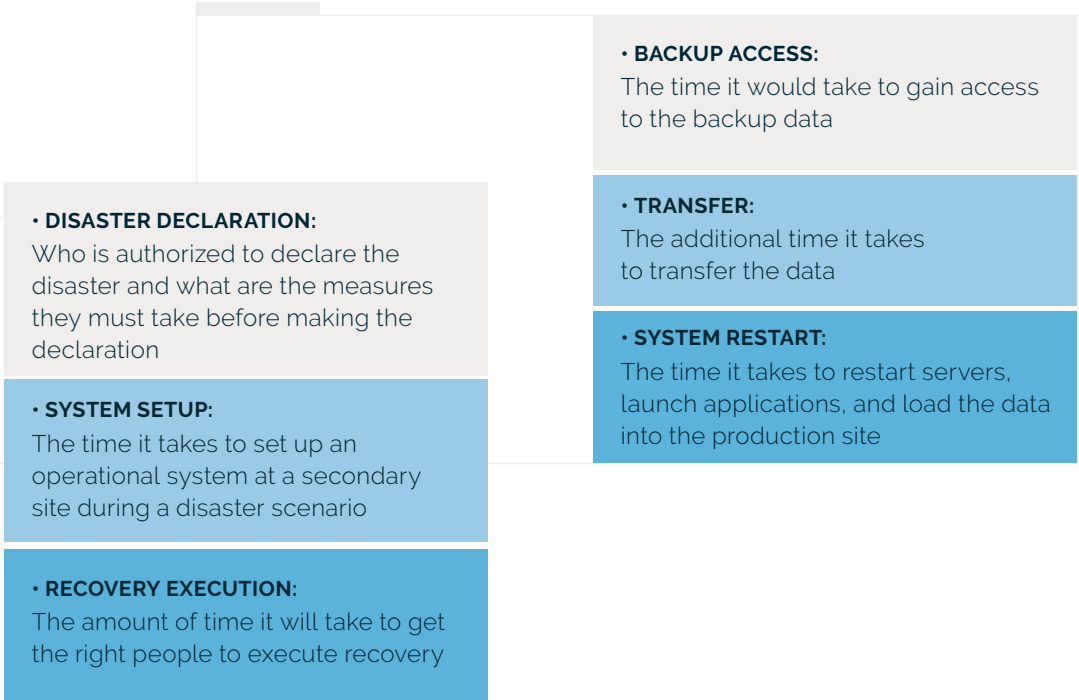 • DISASTER DECLARATION:
Who is authorized to declare the
disaster and what are the measures
they must take before making the
declaration
• SYSTEM SETUP:
The time it takes to set up an
operational system at a secondary
site during a disaster scenario
• RECOVERY EXECUTION:
The amount of time it will take to get
the right people to execute recovery
• BACKUP ACCESS:
The time it would take to gain access
to the backup data
• TRANSFER:
The additional time it takes
to transfer the data
• SYSTEM RESTART:
The time it takes to restart servers,
launch applications, and load the data
into the production site